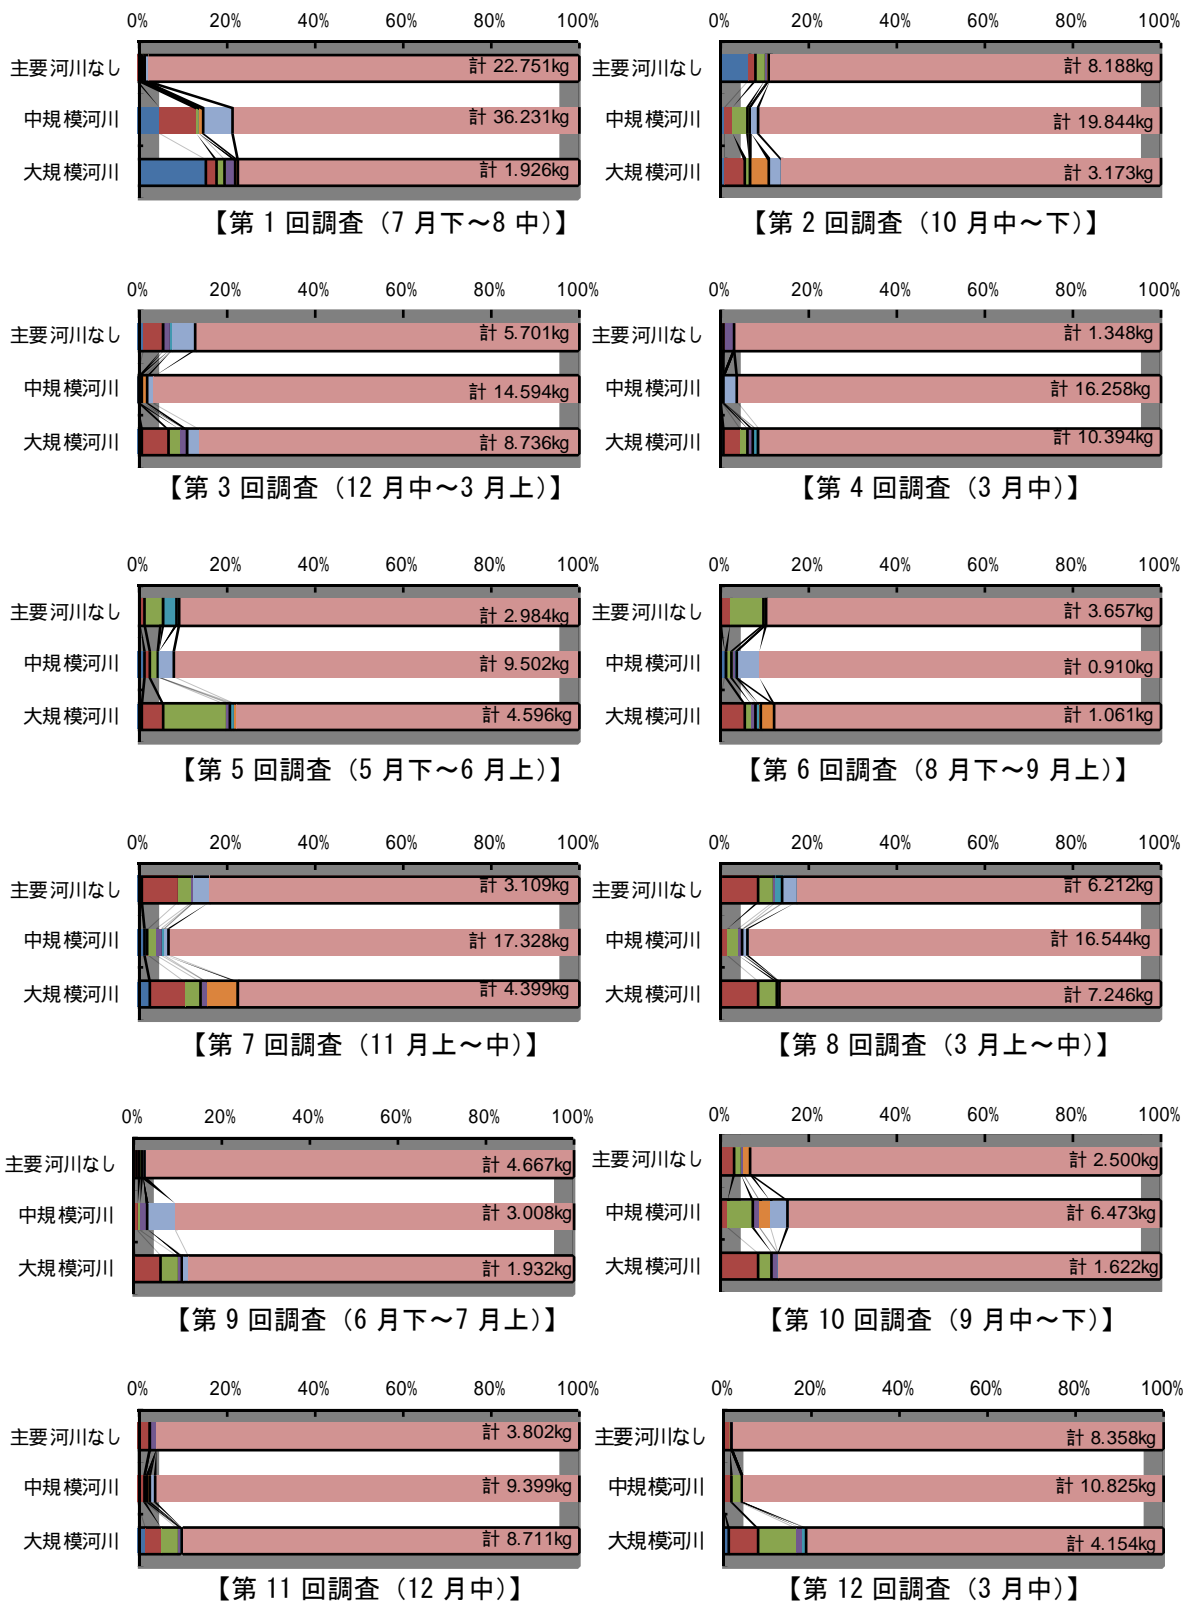 0% 20% 40% 60% 80% 100%
主要河川なし 計 22.751kg
中規模河川 計 36.231kg
大規模河川 計 1.926kg
【第 1 回調査（7 月下～8 中）】
0% 20% 40% 60% 80% 100%
主要河川なし 計 8.188kg
中規模河川 計 19.844kg
大規模河川 計 3.173kg
【第 2 回調査（10 月中～下）】
0% 20% 40% 60% 80% 100%
主要河川なし 計 5.701kg
中規模河川 計 14.594kg
大規模河川 計 8.736kg
【第 3 回調査（12 月中～3 月上）】
0% 20% 40% 60% 80% 100%
主要河川なし 計 1.348kg
中規模河川 計 16.258kg
大規模河川 計 10.394kg
【第 4 回調査（3 月中）】
0% 20% 40% 60% 80% 100%
主要河川なし 計 2.984kg
中規模河川 計 9.502kg
大規模河川 計 4.596kg
【第 5 回調査（5 月下～6 月上）】
0% 20% 40% 60% 80% 100%
主要河川なし 計 3.657kg
中規模河川 計 0.910kg
大規模河川 計 1.061kg
【第 6 回調査（8 月下～9 月上）】
0% 20% 40% 60% 80% 100%
主要河川なし 計 3.109kg
中規模河川 計 17.328kg
大規模河川 計 4.399kg
【第 7 回調査（11 月上～中）】
0% 20% 40% 60% 80% 100%
主要河川なし 計 6.212kg
中規模河川 計 16.544kg
大規模河川 計 7.246kg
【第 8 回調査（3 月上～中）】
0% 20% 40% 60% 80% 100%
主要河川なし 計 4.667kg
中規模河川 計 3.008kg
大規模河川 計 1.932kg
【第 9 回調査（6 月下～7 月上）】
0% 20% 40% 60% 80% 100%
主要河川なし 計 2.500kg
中規模河川 計 6.473kg
大規模河川 計 1.622kg
【第 10 回調査（9 月中～下）】
0% 20% 40% 60% 80% 100%
主要河川なし 計 3.802kg
中規模河川 計 9.399kg
大規模河川 計 8.711kg
【第 11 回調査（12 月中）】
0% 20% 40% 60% 80% 100%
主要河川なし 計 8.358kg
中規模河川 計 10.825kg
大規模河川 計 4.154kg
【第 12 回調査（3 月中）】